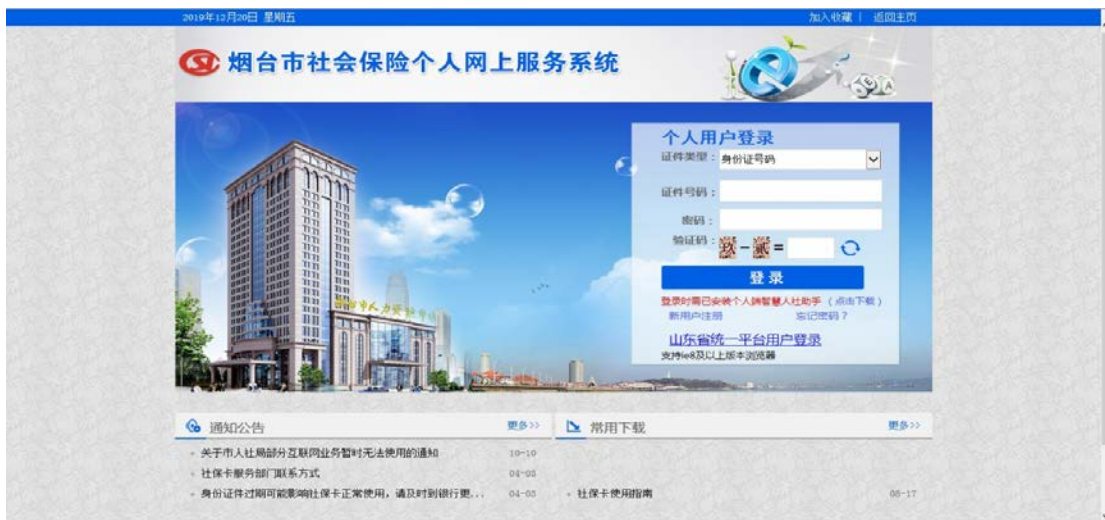 2019年12月20日 星期五
加入收藏 | 返回主页
烟台市社会保险个人网上服务系统
个人用户登录
证件类型：身份证号码
证件号码：
密码：
验证码：玖-贰=
登录
登录时需已安装个人端智慧人社助手（点击下载）
新用户注册 忘记密码？
山东省统一平台用户登录
支持ie8及以上版本浏览器
通知公告 更多>>
关于市人社局部分互联网业务暂时无法使用的通知 10-10
社保卡服务部门联系方式 04-03
身份证件过期可能影响社保卡正常使用，请及时到银行更... 04-03
常用下载 更多>>
社保卡使用指南 08-17